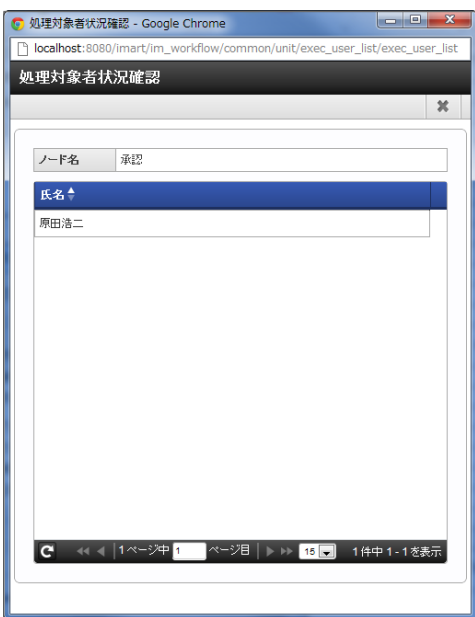 処理対象者状況確認 - Google Chrome
localhost:8080/imart/im_workflow/common/unit/exec_user_list/exec_user_list
処理対象者状況確認
ノード名 承認
氏名
原田浩二
1 ページ中 1 ページ目 15 1 件中 1 - 1 を表示